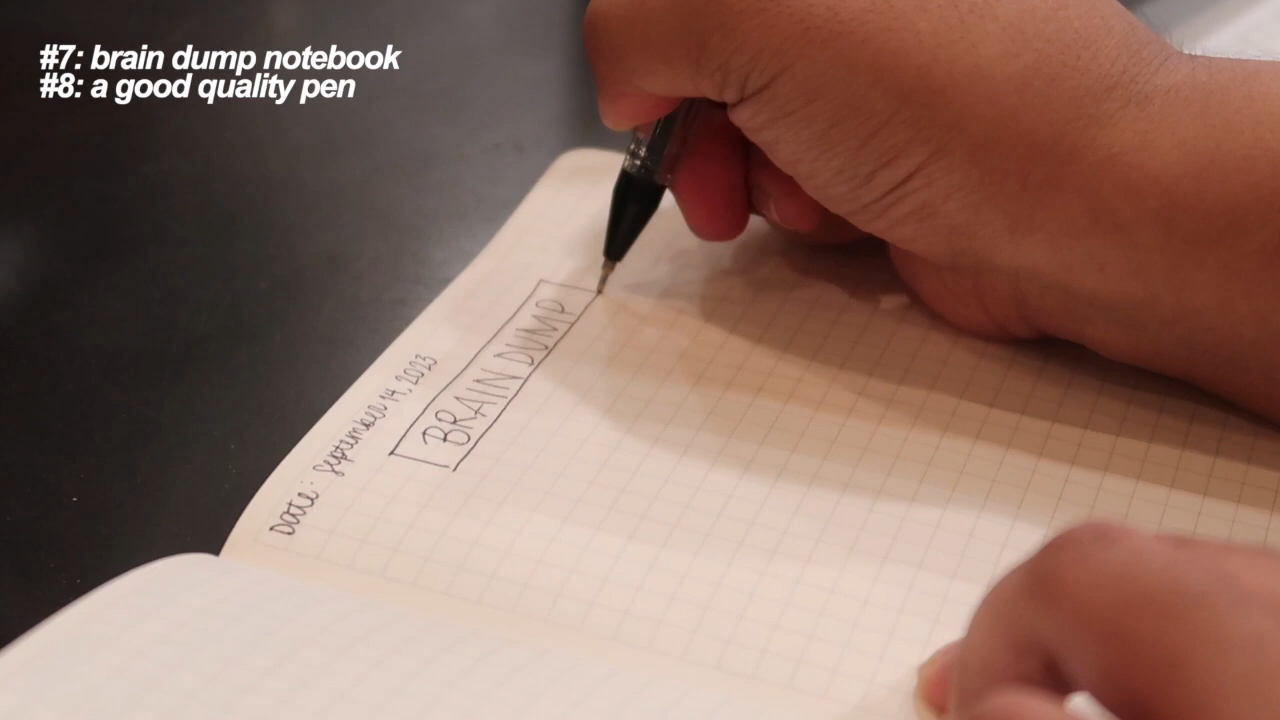 #7: brain dump notebook
#8: a good quality pen
Date: September 14, 2023
BRAIN DUMP